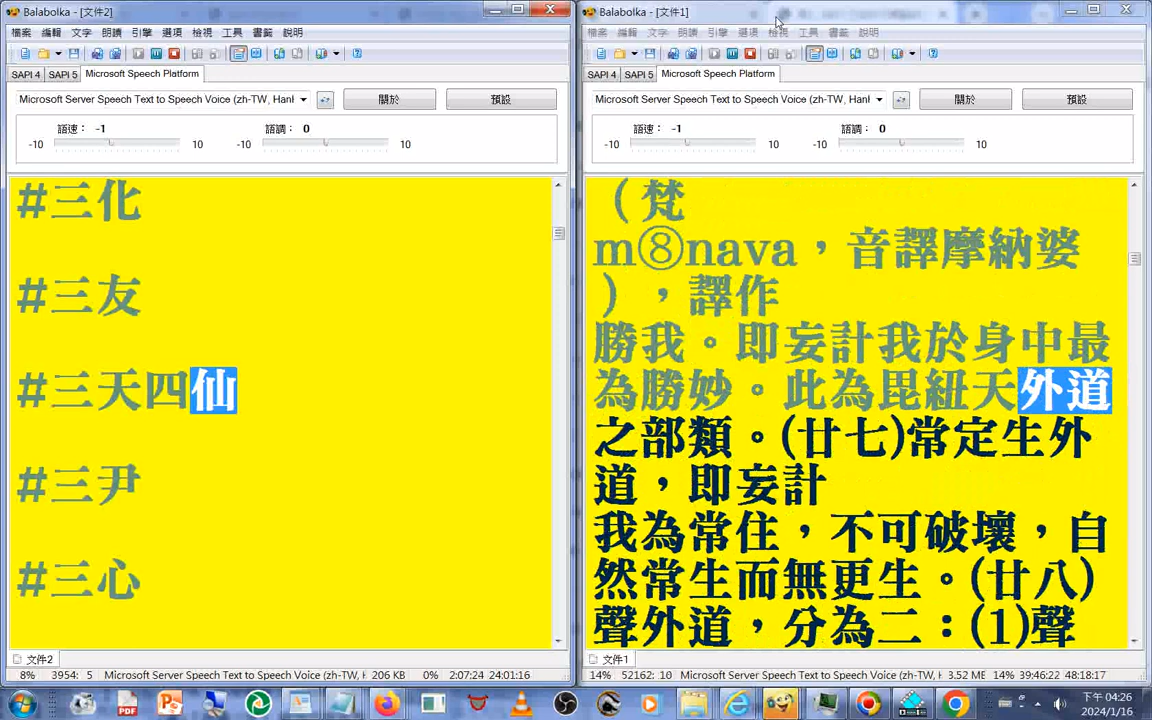 Balabolka - [文件2]
檔案 編輯 文字 朗讀 引擎 選項 檢視 工具 書籤 說明
SAPI 4 SAPI 5 Microsoft Speech Platform
Microsoft Server Speech Text to Speech Voice (zh-TW, Hanl 關於 預設
語速： -1 語調： 0
-10 10 -10 10
#三化
#三友
#三天四仙
#三尹
#三心
文件2
8% 3954: 5 Microsoft Server Speech Text to Speech Voice (zh-TW, H 206 KB 0% 2:07:24 24:01:16
Balabolka - [文件1]
檔案 編輯 文字 朗讀 引擎 選項 檢視 工具 書籤 說明
SAPI 4 SAPI 5 Microsoft Speech Platform
Microsoft Server Speech Text to Speech Voice (zh-TW, Hanl 關於 預設
語速： -1 語調： 0
-10 10 -10 10
（梵
m⑧nava，音譯摩納婆
），譯作
勝我。即妄計我於身中最
為勝妙。此為毘紐天外道
之部類。(廿七)常定生外
道，即妄計
我為常住，不可破壞，自
然常生而無更生。(廿八)
聲外道，分為二：(1)聲
文件1
14% 52162: 10 Microsoft Server Speech Text to Speech Voice (zh-TW, H 3.52 MB 14% 39:46:22 48:18:17
PDF
下午 04:26
2024/1/16